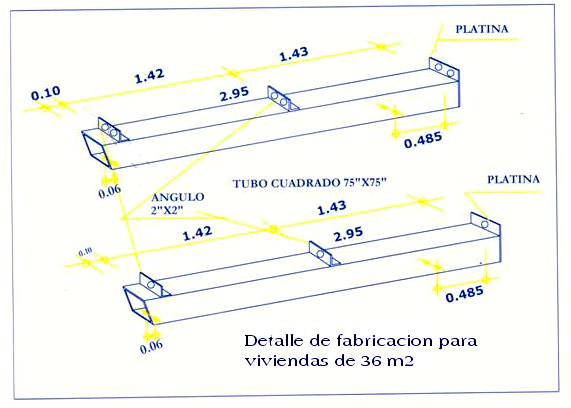 PLATINA
1.43
1.42
0.10
2.95
0.485
0.06
TUBO CUADRADO 75"X75"
PLATINA
ANGULO
2"X2"
1.43
1.42
2.95
0.10
0.485
0.06
Detalle de fabricacion para
viviendas de 36 m2